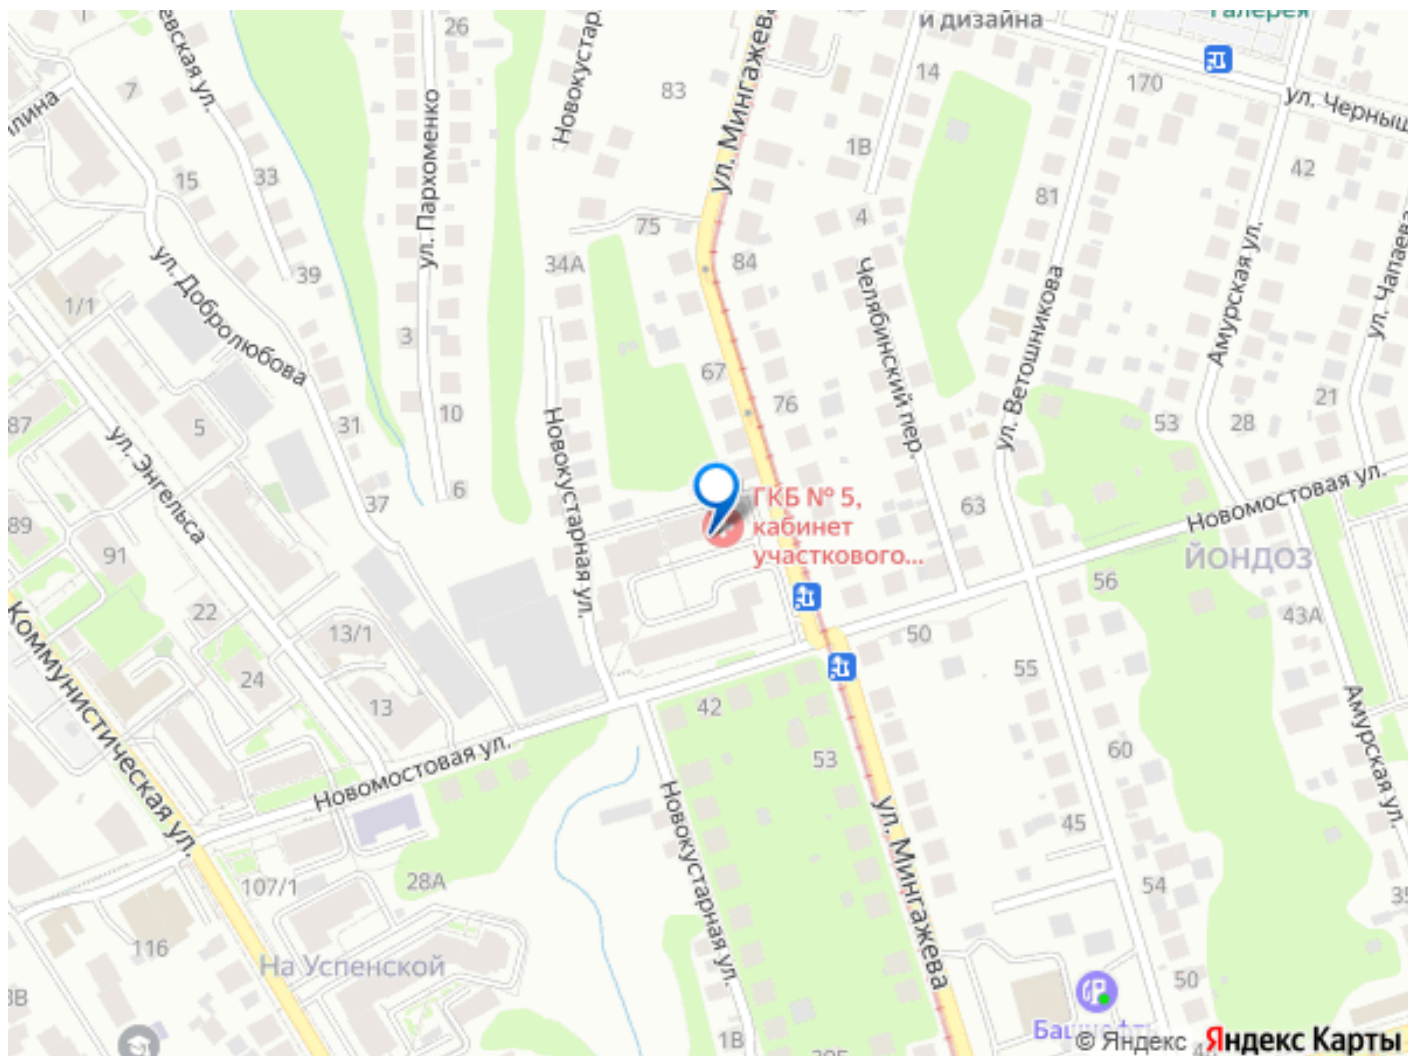 Галерея
и дизайна
евская ул.
26
Новокустар
83
ул. Мингажева
14
170
ул. Черныш
7
ул. Пархоменко
1В
42
15
33
4
81
ул. Чапаева
75
34А
84
39
Амурская ул.
1/1
ул. Добролюбова
3
Челябинский пер.
ул. Ветошникова
67
76
10
87
5
31
Новокустарная ул.
53
28
21
ул. Энгельса
6
37
ГКБ № 5,
кабинет
участкового...
63
Новомостовая ул.
89
91
ЙОНДОЗ
56
22
13/1
43А
50
Коммунистическая ул.
24
55
13
42
Амурская ул.
53
60
Новомостовая ул.
Новокустарная ул.
ул. Мингажева
45
107/1
28А
54
35
116
На Успенской
50
1В
Башнефть
© Яндекс Яндекс Карты